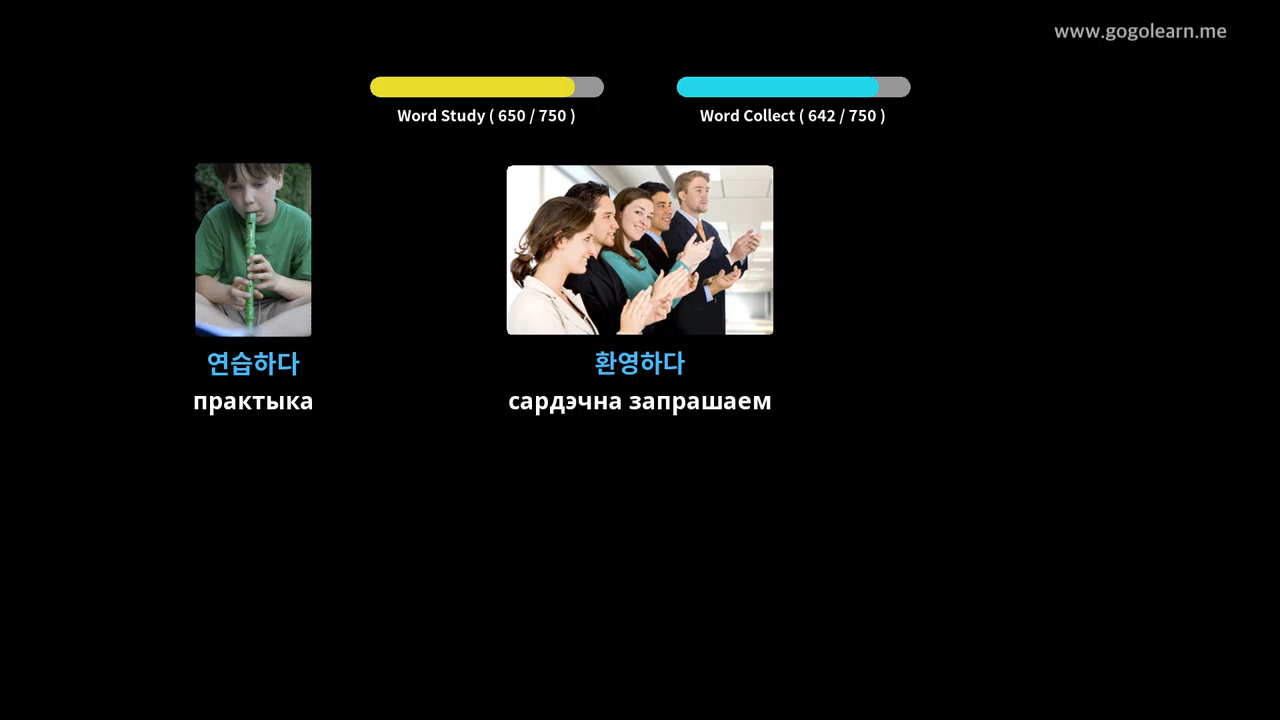 www.gogolearn.me
Word Study ( 650 / 750 )
Word Collect ( 642 / 750 )
연습하다
практыка
환영하다
сардэчна запрашаем